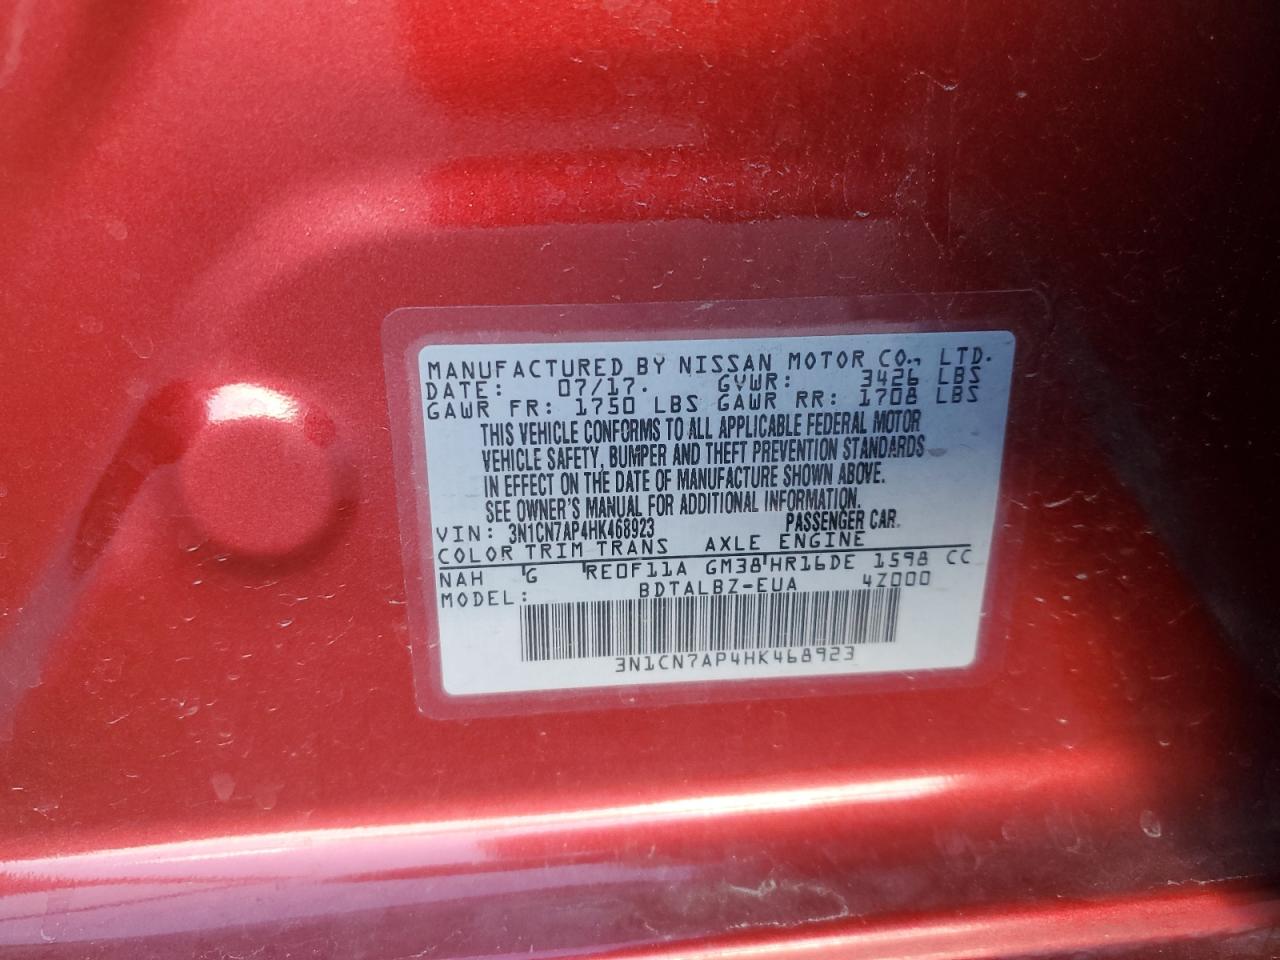 MANUFACTURED BY NISSAN MOTOR CO., LTD.
DATE: 07/17. GVWR: 3426 LBS
GAWR FR: 1750 LBS GAWR RR: 1708 LBS
THIS VEHICLE CONFORMS TO ALL APPLICABLE FEDERAL MOTOR
VEHICLE SAFETY, BUMPER AND THEFT PREVENTION STANDARDS
IN EFFECT ON THE DATE OF MANUFACTURE SHOWN ABOVE.
SEE OWNER'S MANUAL FOR ADDITIONAL INFORMATION.
VIN: 3N1CN7AP4HK468923 PASSENGER CAR.
COLOR TRIM TRANS AXLE ENGINE
NAH G RE0F11A GM38 HR16DE 1598 CC
MODEL: BDTALBZ-EUA 4Z000
3N1CN7AP4HK468923